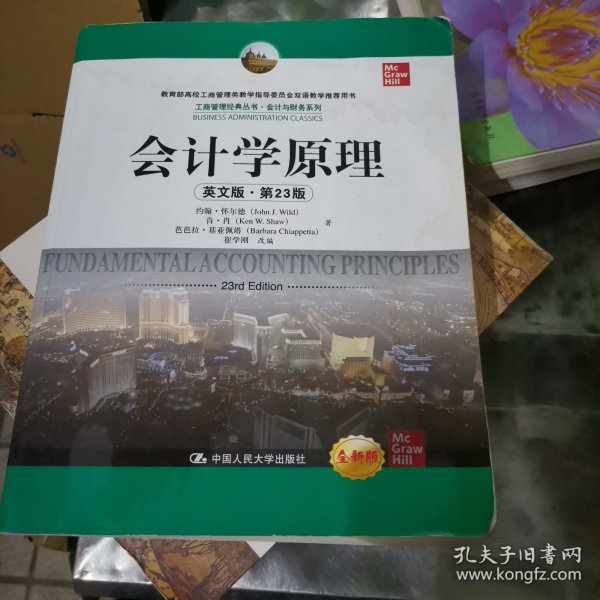 Mc
Graw
Hill
教育部高校工商管理类教学指导委员会双语教学推荐用书
工商管理经典丛书·会计与财务系列
BUSINESS ADMINISTRATION CLASSICS
会计学原理
英文版·第23版
约翰·怀尔德（John J. Wild）
肯·肖（Ken W. Shaw） 著
芭芭拉·基亚佩塔（Barbara Chiappetta）
崔学刚 改编
FUNDAMENTAL ACCOUNTING PRINCIPLES
23rd Edition
中国人民大学出版社
全新版
Mc
Graw
Hill
孔夫子旧书网
www.kongfz.com